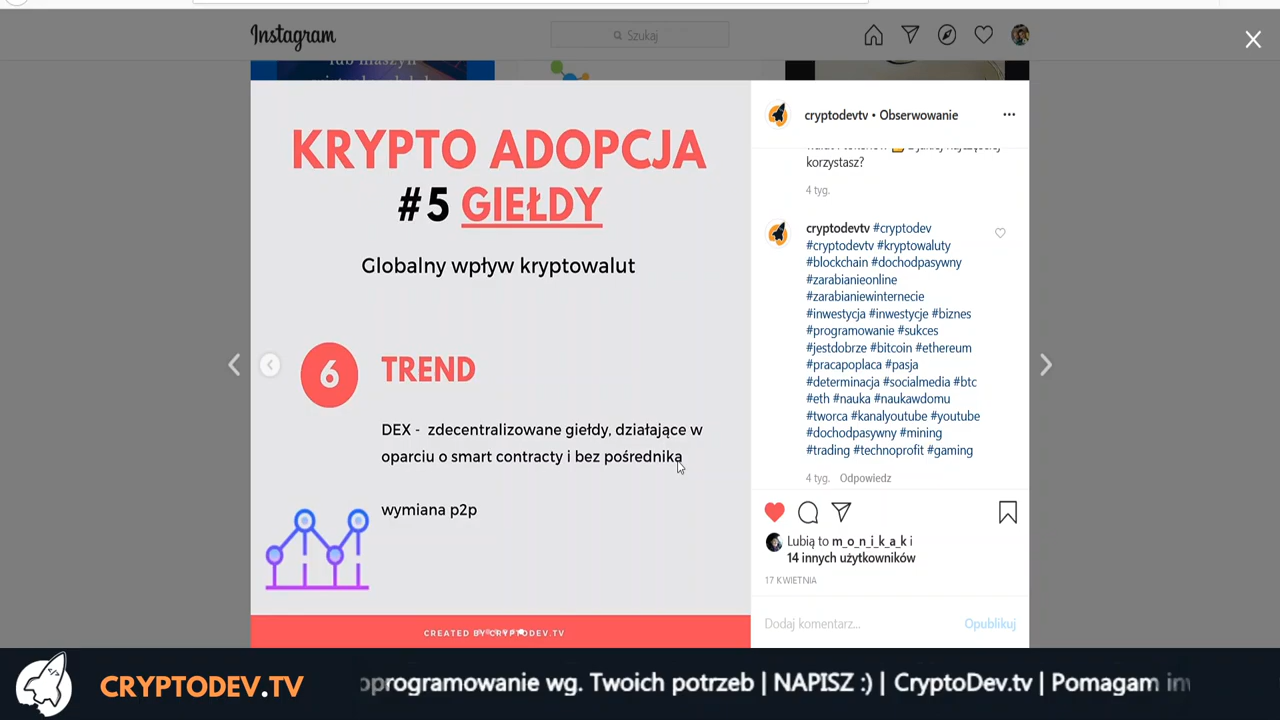 Instagram
Szukaj
KRYPTO ADOPCJA
#5 GIEŁDY
Globalny wpływ kryptowalut
6
TREND
DEX - zdecentralizowane giełdy, działające w
oparciu o smart contracty i bez pośrednika
wymiana p2p
CREATED BY CRYPTODEV.TV
cryptodevtv • Obserwowanie
korzystasz?
4 tyg.
cryptodevtv #cryptodev
#cryptodevtv #kryptowaluty
#blockchain #dochodpasywny
#zarabianieonline
#zarabianiewinternecie
#inwestycja #inwestycje #biznes
#programowanie #sukces
#jestdobrze #bitcoin #ethereum
#pracapoplaca #pasja
#determinacja #socialmedia #btc
#eth #nauka #naukawdomu
#tworca #kanalyoutube #youtube
#dochodpasywny #mining
#trading #technoprofit #gaming
4 tyg. Odpowiedz
Lubią to m_o_n_i_k_a_k i
14 innych użytkowników
17 KWIETNIA
Dodaj komentarz... Opublikuj
CRYPTODEV.TV
oprogramowanie wg. Twoich potrzeb | NAPISZ :) | CryptoDev.tv | Pomagam